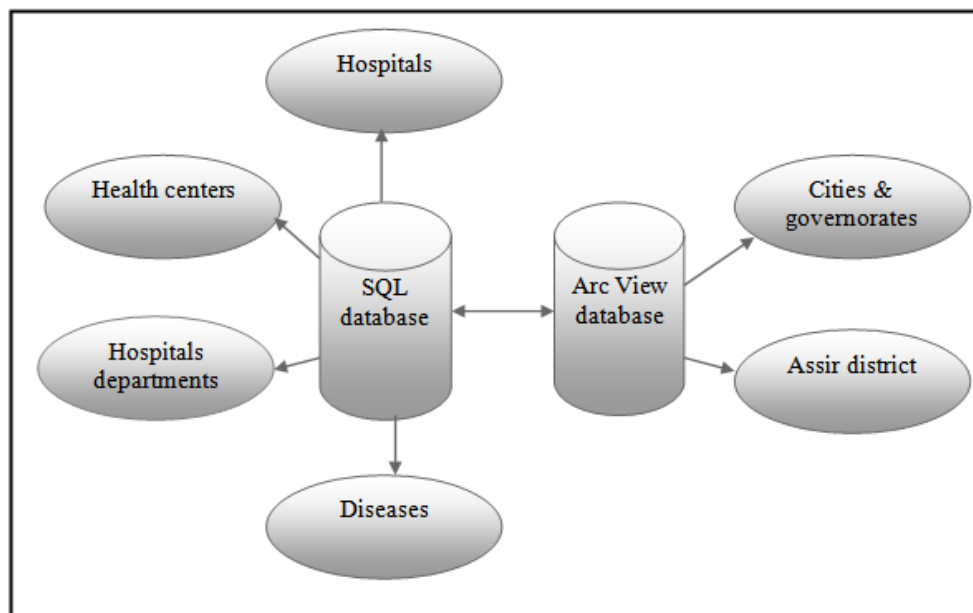 Hospitals
Health centers
Cities &
governorates
SQL
database
Arc View
database
Hospitals
departments
Assir district
Diseases